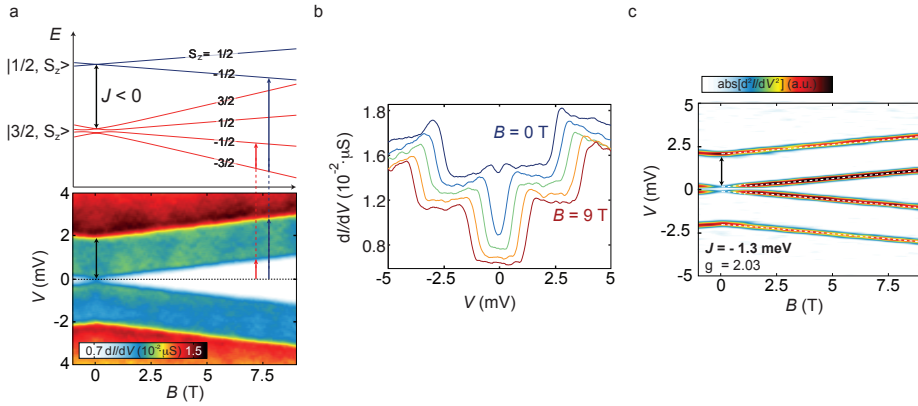 a
E
|1/2, S_z>
S_z= 1/2
-1/2
J < 0
3/2
|3/2, S_z>
1/2
-1/2
-3/2
4
2
0
-2
-4
V (mV)
0.7 dI/dV (10⁻² µS) 1.5
0 2.5 5 7.5
B (T)
b
1.8
1.6
1.2
0.8
dI/dV (10⁻² µS)
B = 0 T
B = 9 T
-5 0 5
V (mV)
c
abs[d²I/dV²] (a.u.)
5
2.5
0
-2.5
-5
V (mV)
J = - 1.3 meV
g = 2.03
0 2.5 5 7.5
B (T)